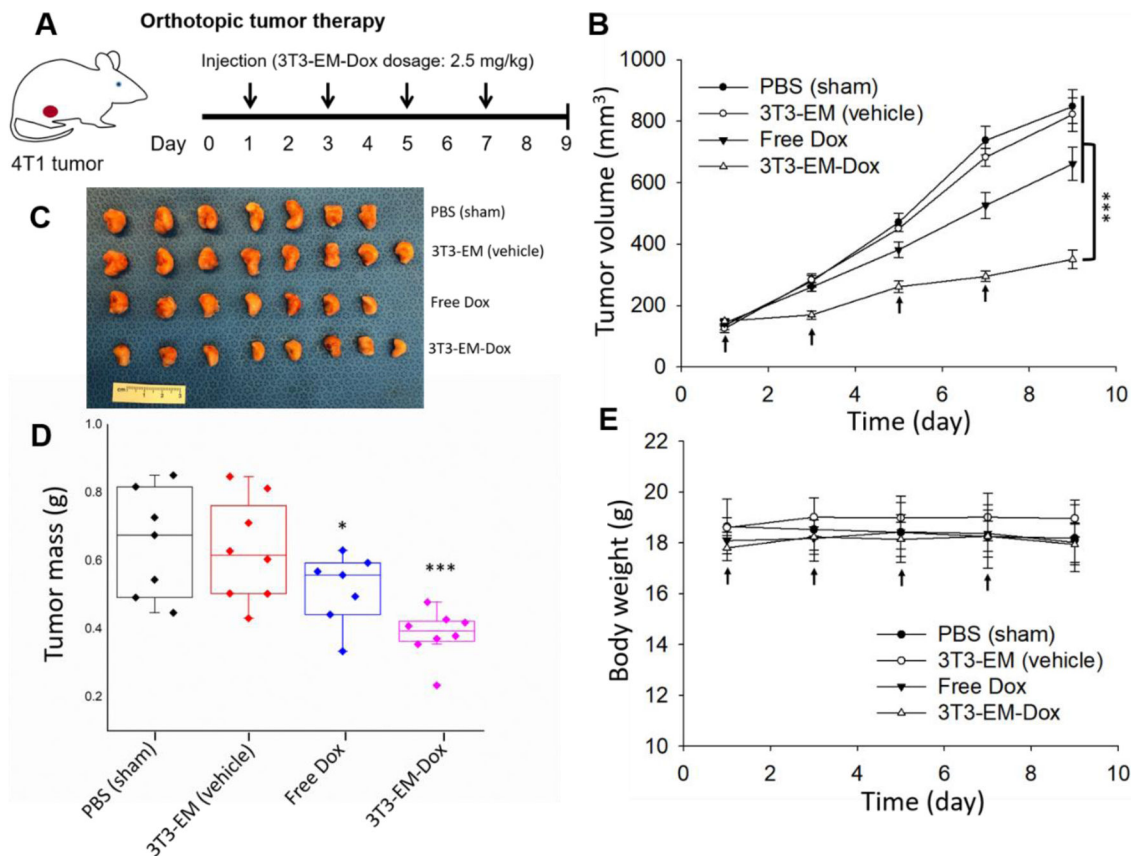 A
Orthotopic tumor therapy
Injection (3T3-EM-Dox dosage: 2.5 mg/kg)
Day 0 1 2 3 4 5 6 7 8 9
4T1 tumor
B
Tumor volume (mm³)
1000
800
600
400
200
0
PBS (sham)
3T3-EM (vehicle)
Free Dox
3T3-EM-Dox
***
0 2 4 6 8 10
Time (day)
C
PBS (sham)
3T3-EM (vehicle)
Free Dox
3T3-EM-Dox
cm 1 2 3
D
Tumor mass (g)
1.0
0.8
0.6
0.4
0.2
*
***
PBS (sham)
3T3-EM (vehicle)
Free Dox
3T3-EM-Dox
E
Body weight (g)
22
20
18
16
14
12
10
PBS (sham)
3T3-EM (vehicle)
Free Dox
3T3-EM-Dox
0 2 4 6 8 10
Time (day)